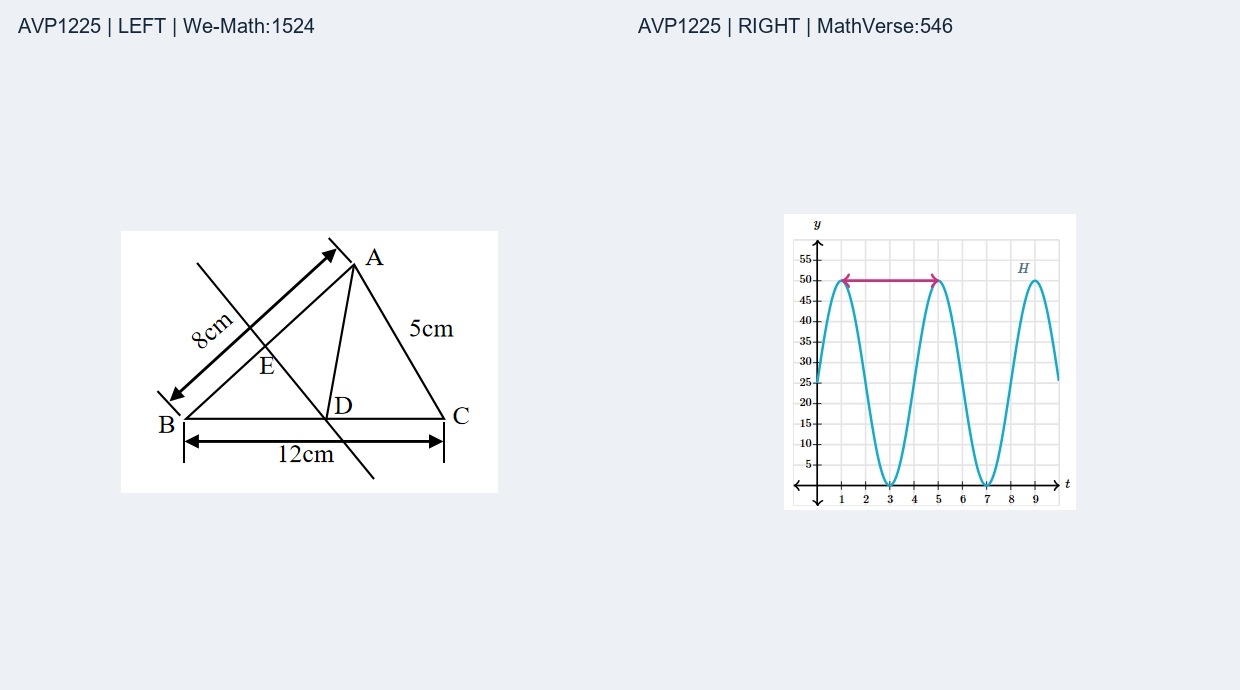 AVP1225 | LEFT | We-Math:1524
AVP1225 | RIGHT | MathVerse:546
A
8cm
5cm
E
D
B
C
12cm
y
H
55
50
45
40
35
30
25
20
15
10
5
t
1 2 3 4 5 6 7 8 9